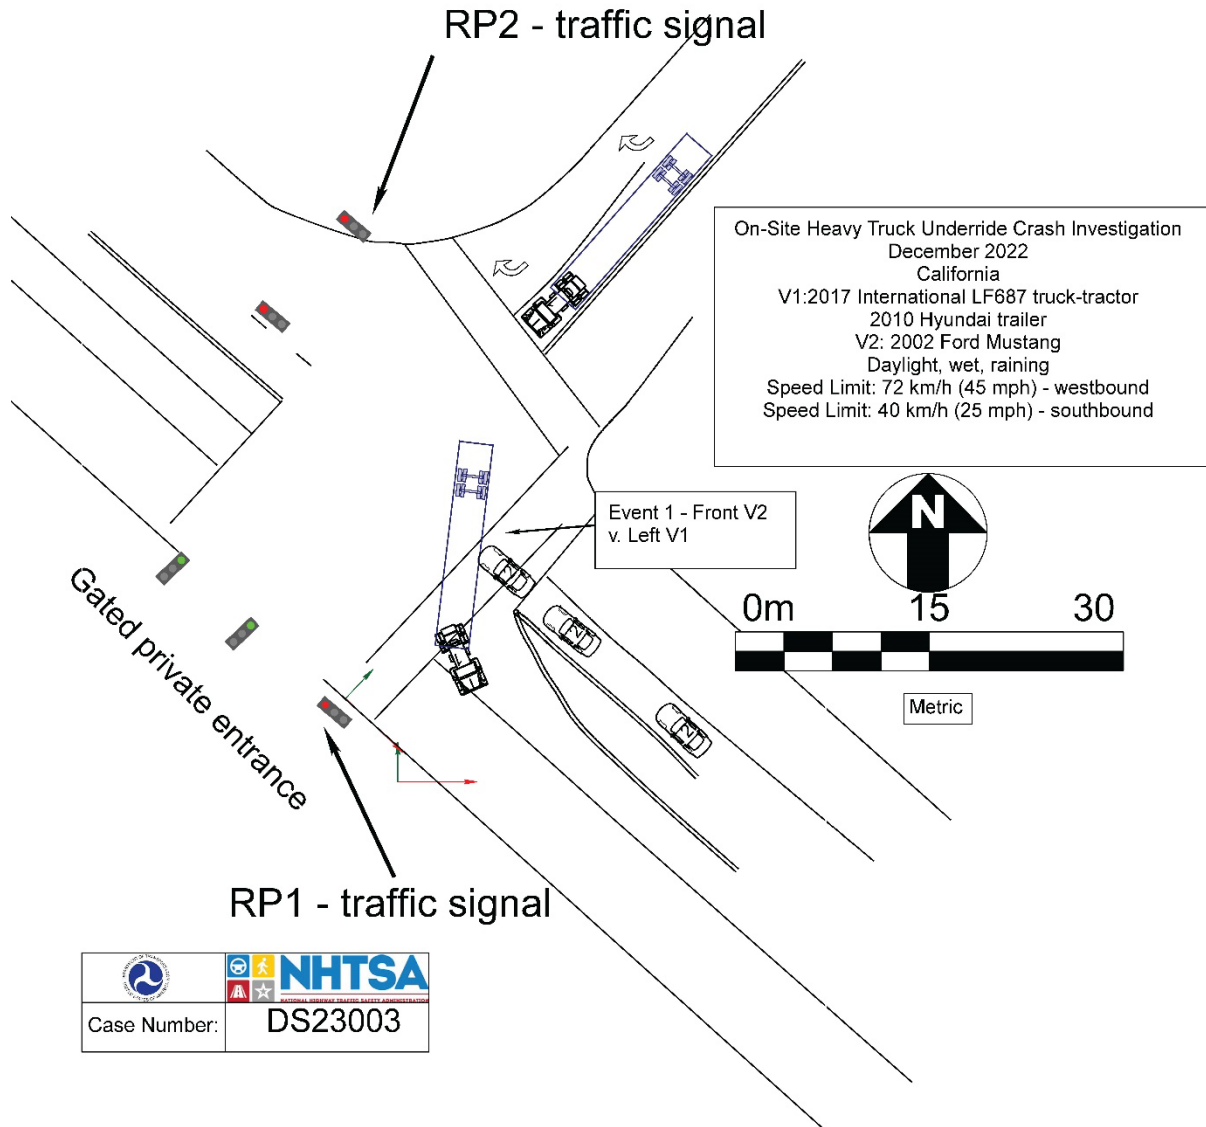 RP2 - traffic signal
On-Site Heavy Truck Underride Crash Investigation
December 2022
California
V1:2017 International LF687 truck-tractor
2010 Hyundai trailer
V2: 2002 Ford Mustang
Daylight, wet, raining
Speed Limit: 72 km/h (45 mph) - westbound
Speed Limit: 40 km/h (25 mph) - southbound
N
Event 1 - Front V2
v. Left V1
0m 15 30
Metric
2
2
2
Gated private entrance
RP1 - traffic signal
NHTSA
NATIONAL HIGHWAY TRAFFIC SAFETY ADMINISTRATION
Case Number:
DS23003